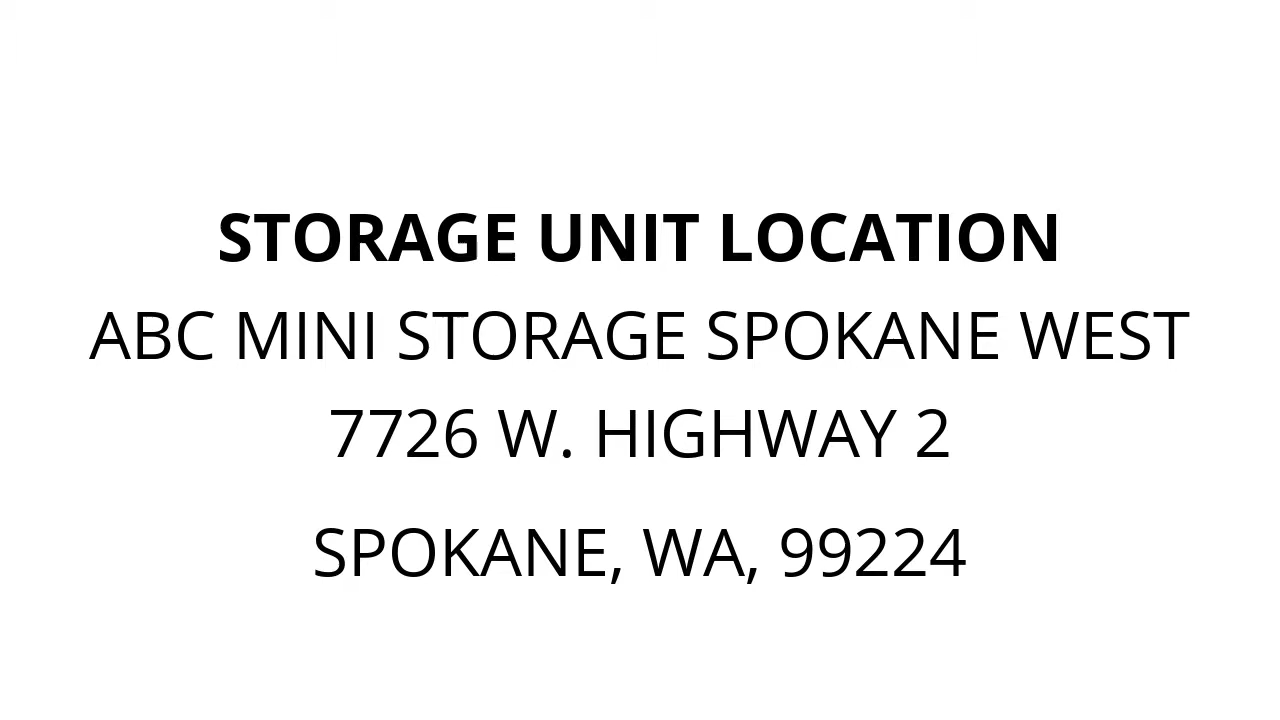 STORAGE UNIT LOCATION
ABC MINI STORAGE SPOKANE WEST
7726 W. HIGHWAY 2
SPOKANE, WA, 99224